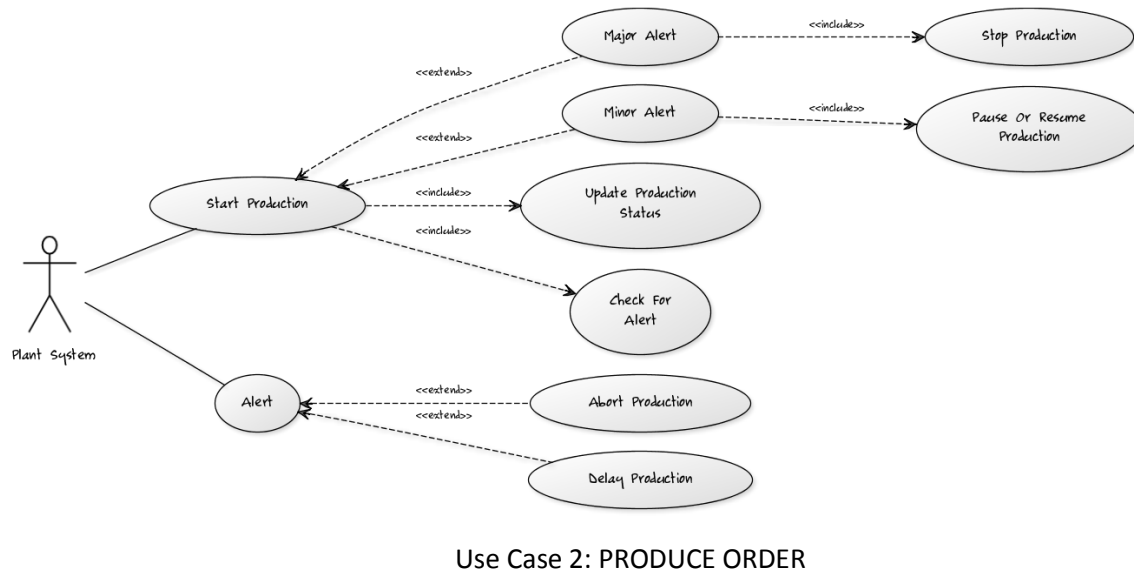 Major Alert
<<include>>
Stop Production
<<extend>>
Minor Alert
<<include>>
Pause Or Resume
Production
<<extend>>
Start Production
<<include>>
Update Production
Status
<<include>>
Check For
Alert
Plant System
Alert
<<extend>>
Abort Production
<<extend>>
Delay Production
Use Case 2: PRODUCE ORDER